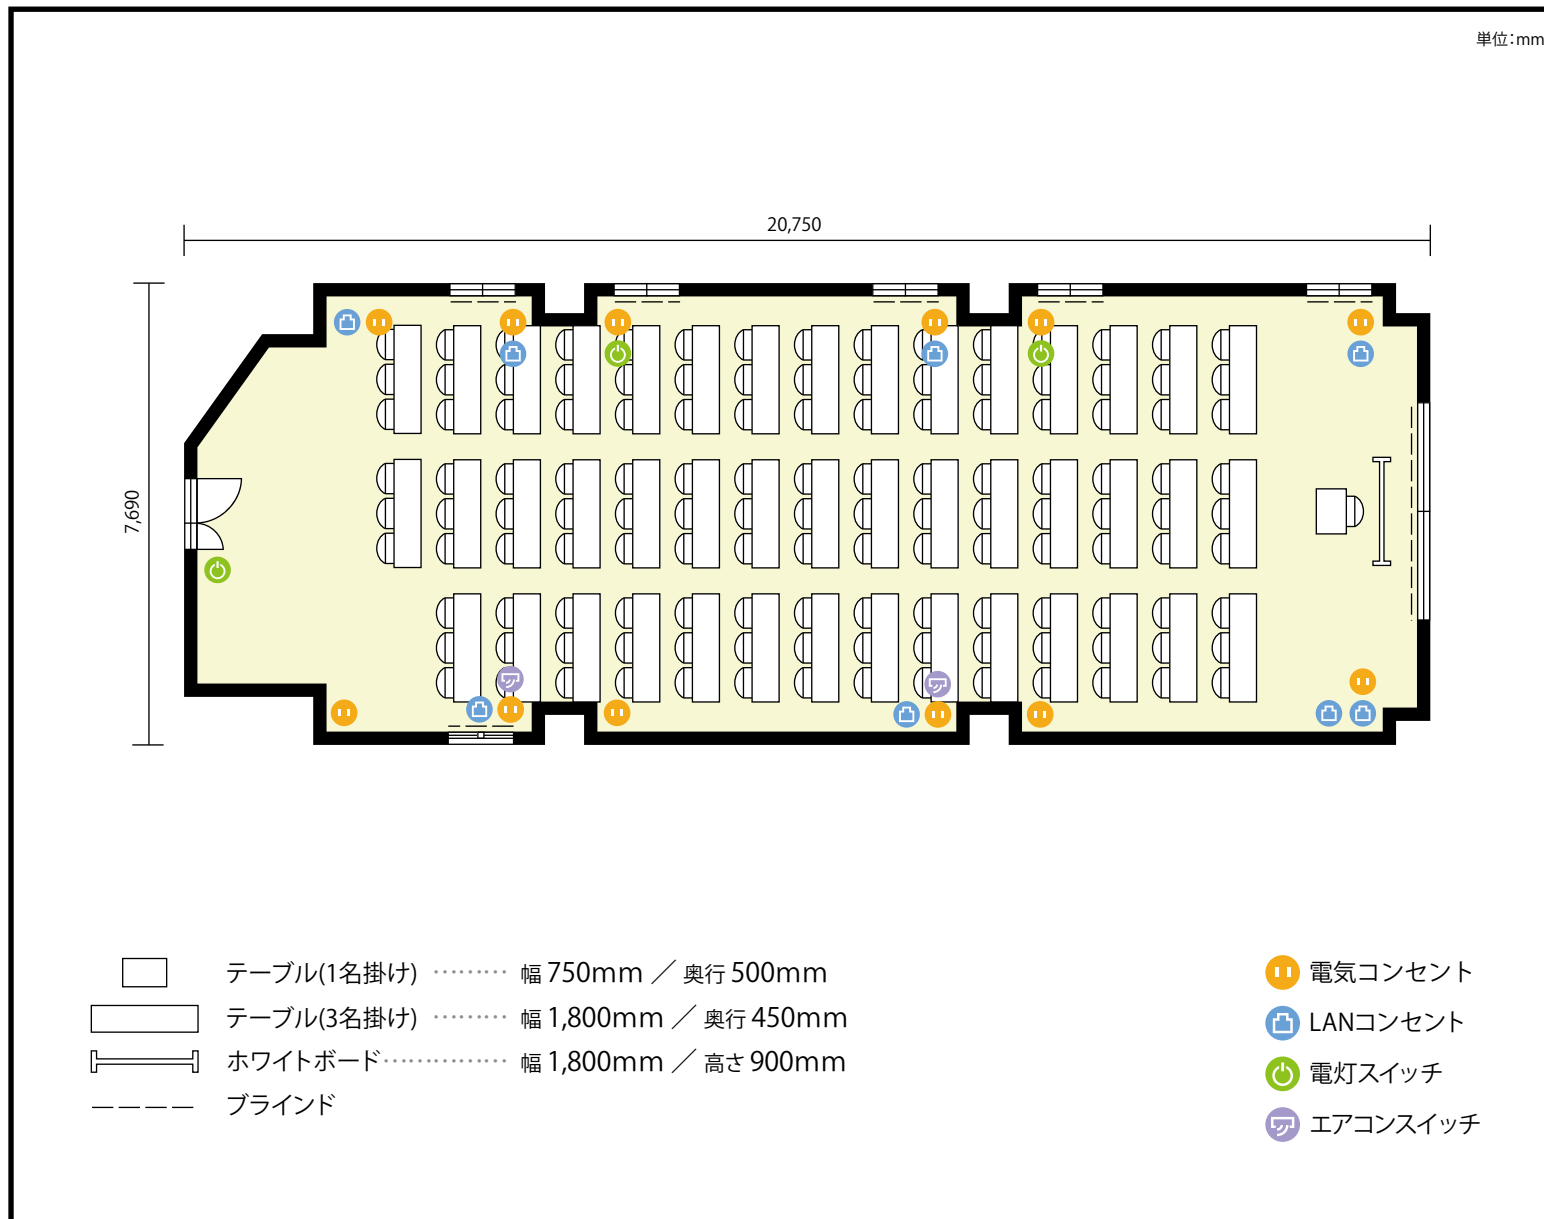 単位:mm
20,750
7,690
テーブル(1名掛け) ‥‥‥‥‥ 幅 750mm ／ 奥行 500mm
テーブル(3名掛け) ‥‥‥‥‥ 幅 1,800mm ／ 奥行 450mm
ホワイトボード‥‥‥‥‥‥‥ 幅 1,800mm ／ 高さ 900mm
ブラインド
電気コンセント
LANコンセント
電灯スイッチ
エアコンスイッチ